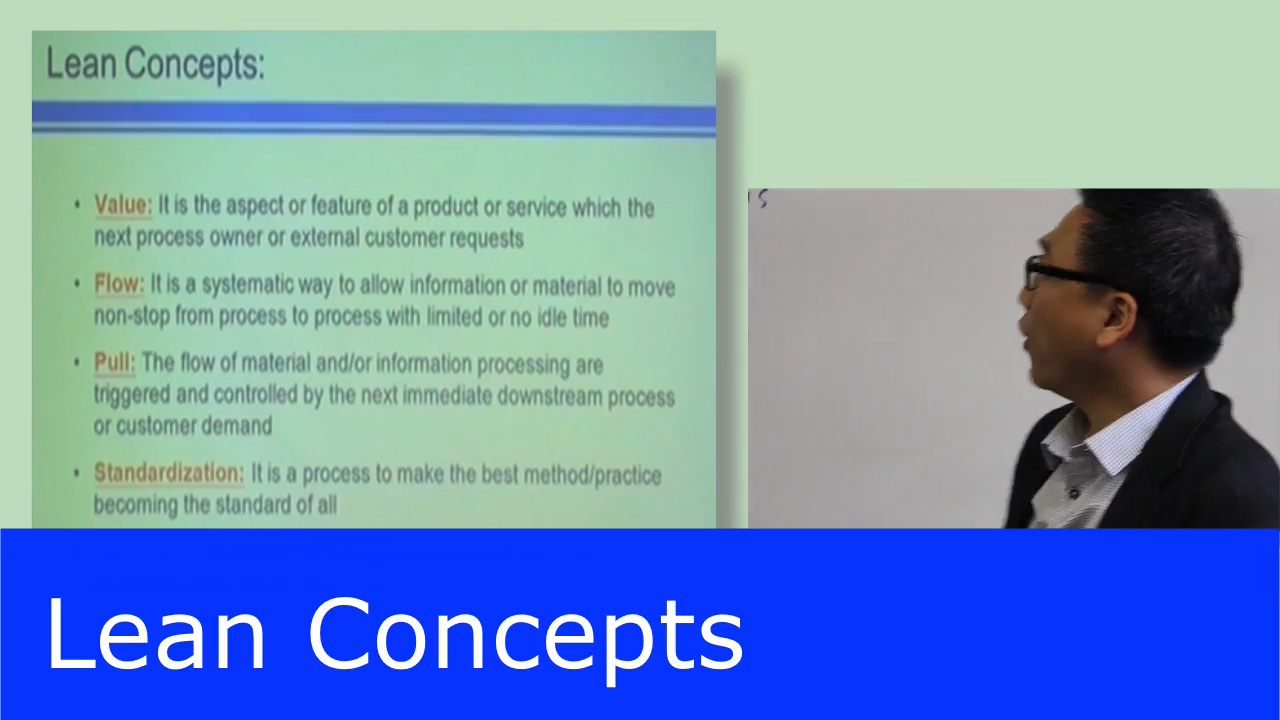 Lean Concepts:
• Value: It is the aspect or feature of a product or service which the
next process owner or external customer requests
• Flow: It is a systematic way to allow information or material to move
non-stop from process to process with limited or no idle time
• Pull: The flow of material and/or information processing are
triggered and controlled by the next immediate downstream process
or customer demand
• Standardization: It is a process to make the best method/practice
becoming the standard of all
Lean Concepts